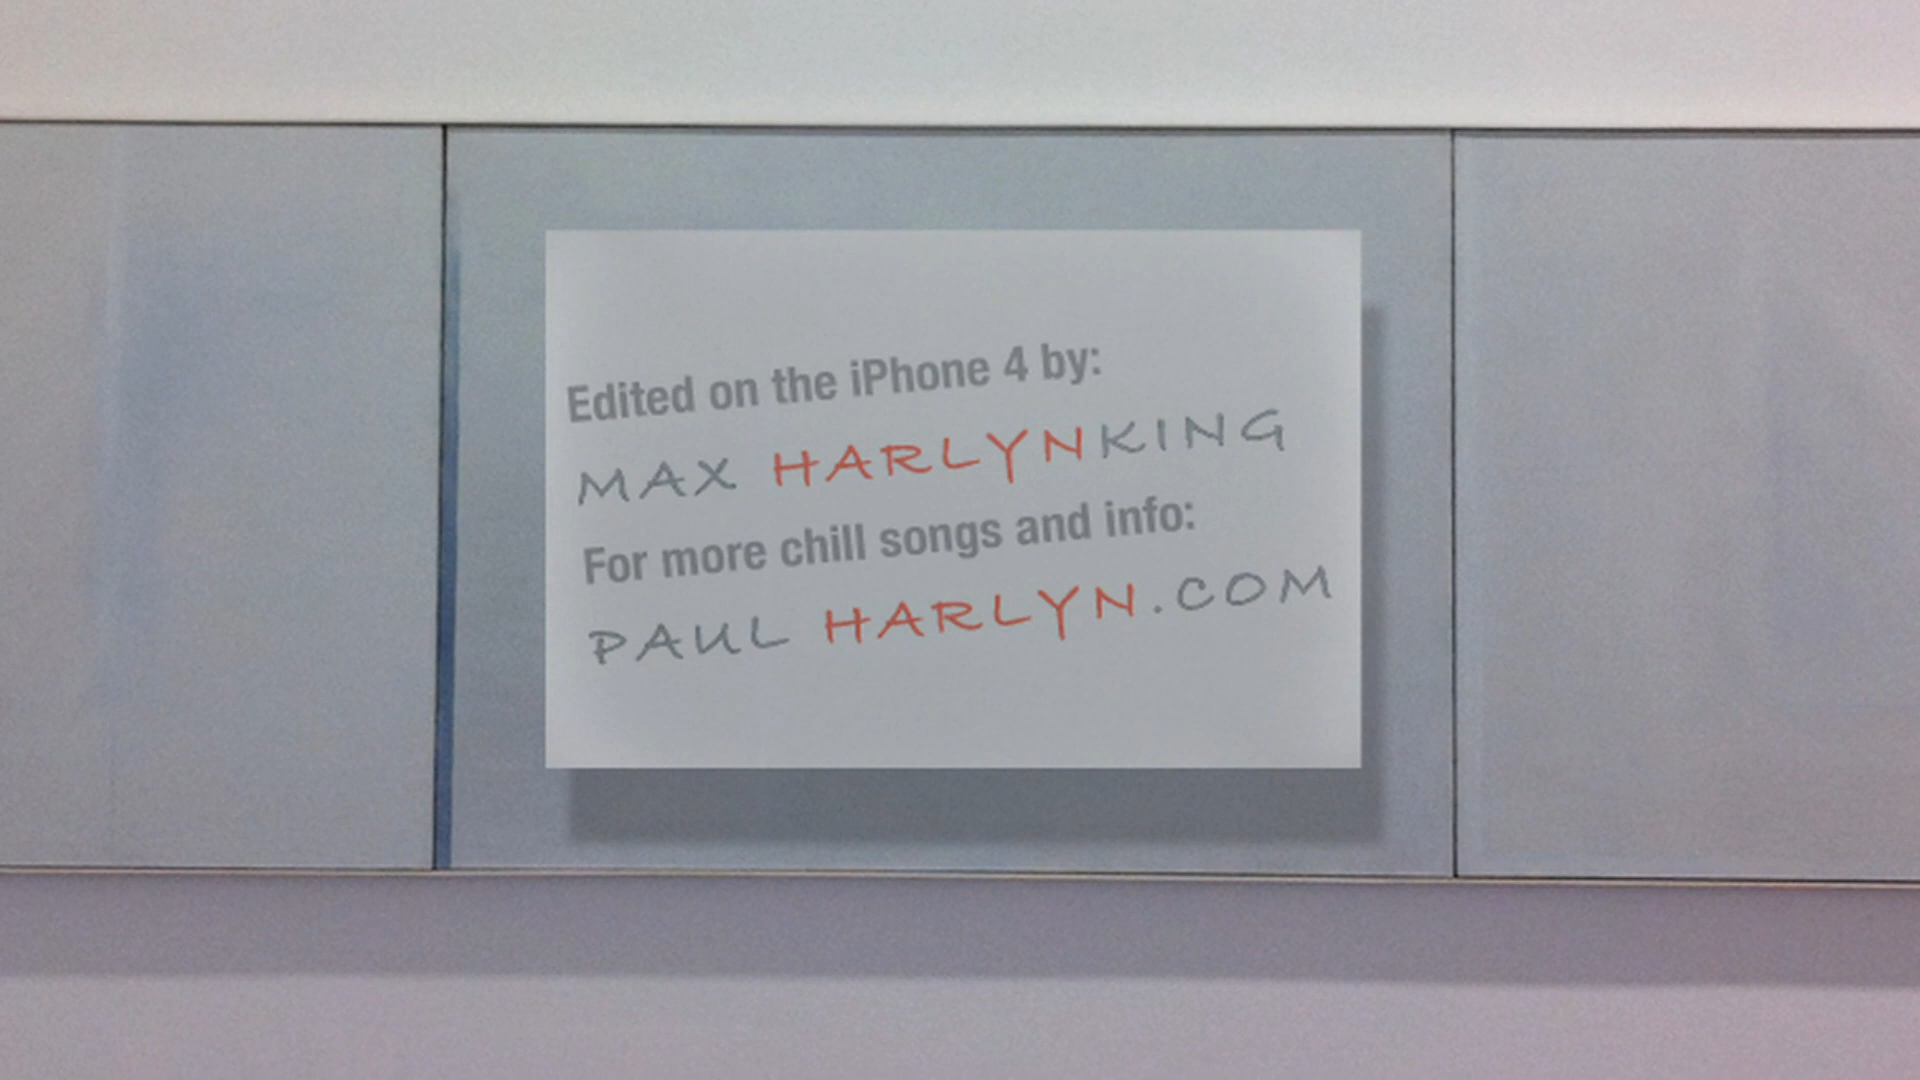 Edited on the iPhone 4 by:
MAX HARLYNKING
For more chill songs and info:
PAUL HARLYN.COM